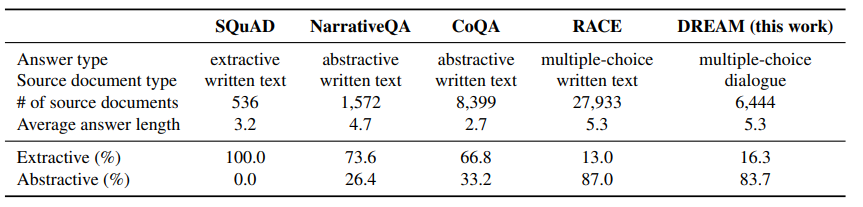 SQuAD NarrativeQA CoQA RACE DREAM (this work)
Answer type extractive abstractive abstractive multiple-choice multiple-choice
Source document type written text written text written text written text dialogue
# of source documents 536 1,572 8,399 27,933 6,444
Average answer length 3.2 4.7 2.7 5.3 5.3
Extractive (%) 100.0 73.6 66.8 13.0 16.3
Abstractive (%) 0.0 26.4 33.2 87.0 83.7